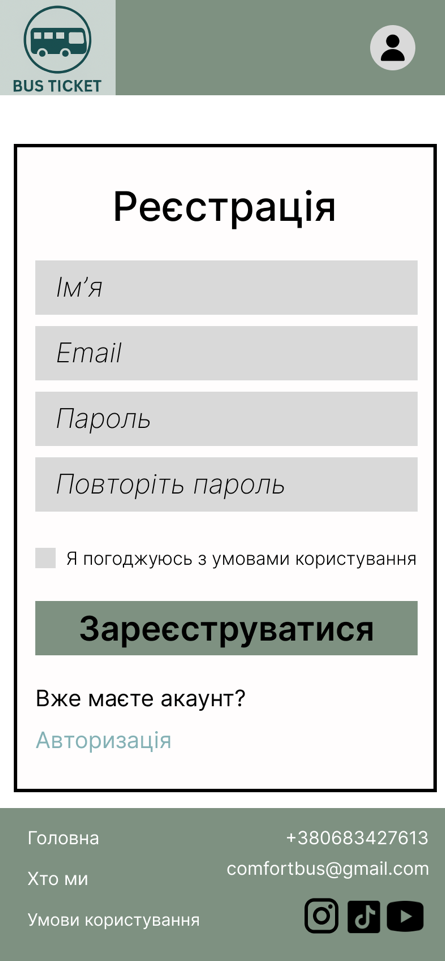 BUS TICKET
Реєстрація
Ім’я
Email
Пароль
Повторіть пароль
Я погоджуюсь з умовами користування
Зареєструватися
Вже маєте акаунт?
Авторизація
Головна
Хто ми
Умови користування
+380683427613
comfortbus@gmail.com